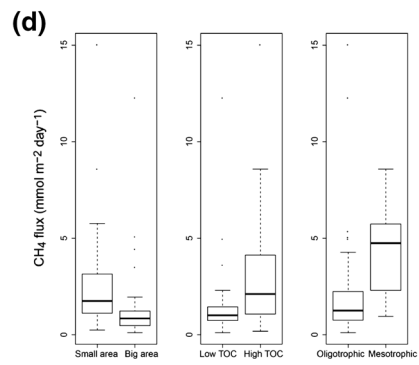 (d)
CH4 flux (mmol m−2 day−1)
15
10
5
0
Small area Big area
15
10
5
0
Low TOC High TOC
15
10
5
0
Oligotrophic Mesotrophic